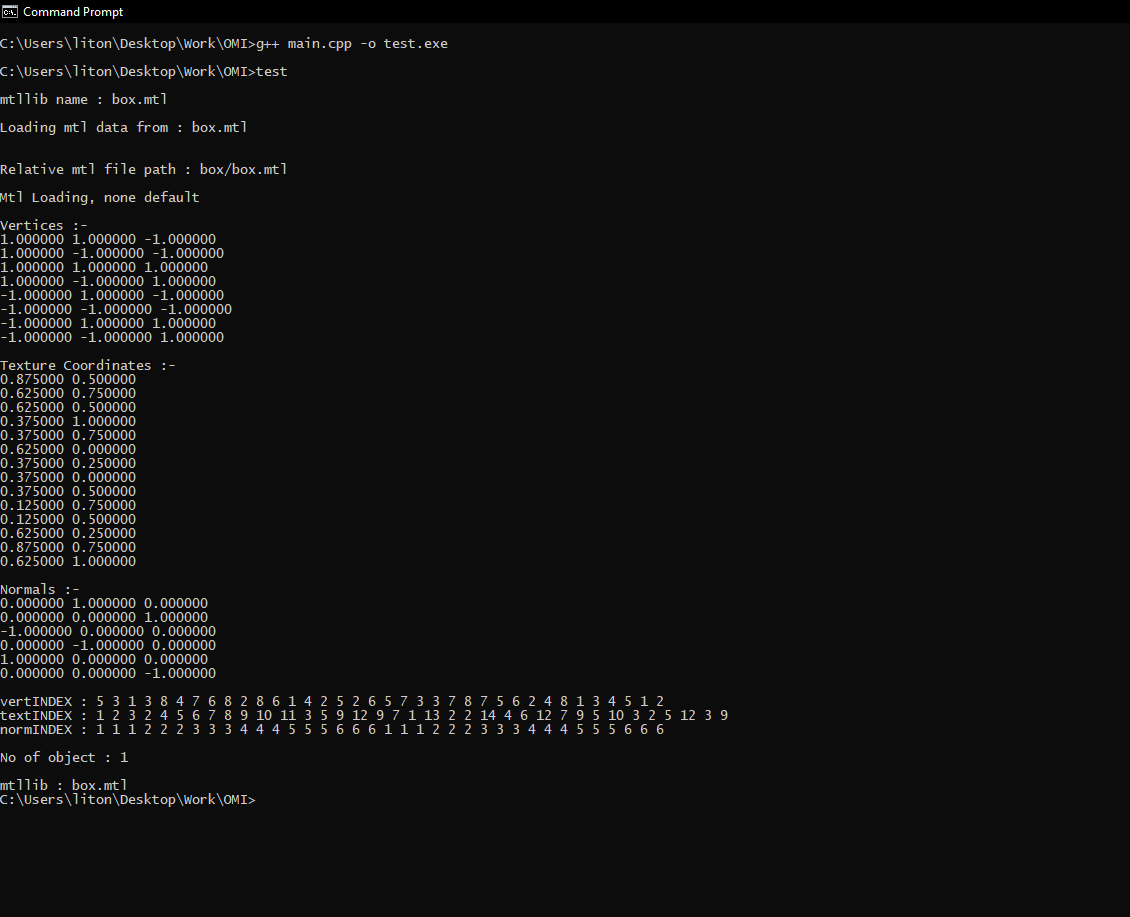 Command Prompt
C:\Users\liton\Desktop\Work\OMI>g++ main.cpp -o test.exe
C:\Users\liton\Desktop\Work\OMI>test
mtllib name : box.mtl
Loading mtl data from : box.mtl
Relative mtl file path : box/box.mtl
Mtl Loading, none default
Vertices :-
1.000000 1.000000 -1.000000
1.000000 -1.000000 -1.000000
1.000000 1.000000 1.000000
1.000000 -1.000000 1.000000
-1.000000 1.000000 -1.000000
-1.000000 -1.000000 -1.000000
-1.000000 1.000000 1.000000
-1.000000 -1.000000 1.000000
Texture Coordinates :-
0.875000 0.500000
0.625000 0.750000
0.625000 0.500000
0.375000 1.000000
0.375000 0.750000
0.625000 0.000000
0.375000 0.250000
0.375000 0.000000
0.375000 0.500000
0.125000 0.750000
0.125000 0.500000
0.625000 0.250000
0.875000 0.750000
0.625000 1.000000
Normals :-
0.000000 1.000000 0.000000
0.000000 0.000000 1.000000
-1.000000 0.000000 0.000000
0.000000 -1.000000 0.000000
1.000000 0.000000 0.000000
0.000000 0.000000 -1.000000
vertINDEX : 5 3 1 3 8 4 7 6 8 2 8 6 1 4 2 5 2 6 5 7 3 3 7 8 7 5 6 2 4 8 1 3 4 5 1 2
textINDEX : 1 2 3 2 4 5 6 7 8 9 10 11 3 5 9 12 9 7 1 13 2 2 14 4 6 12 7 9 5 10 3 2 5 12 3 9
normINDEX : 1 1 1 2 2 2 3 3 3 4 4 4 5 5 5 6 6 6 1 1 1 2 2 2 3 3 3 4 4 4 5 5 5 6 6 6
No of object : 1
mtllib : box.mtl
C:\Users\liton\Desktop\Work\OMI>